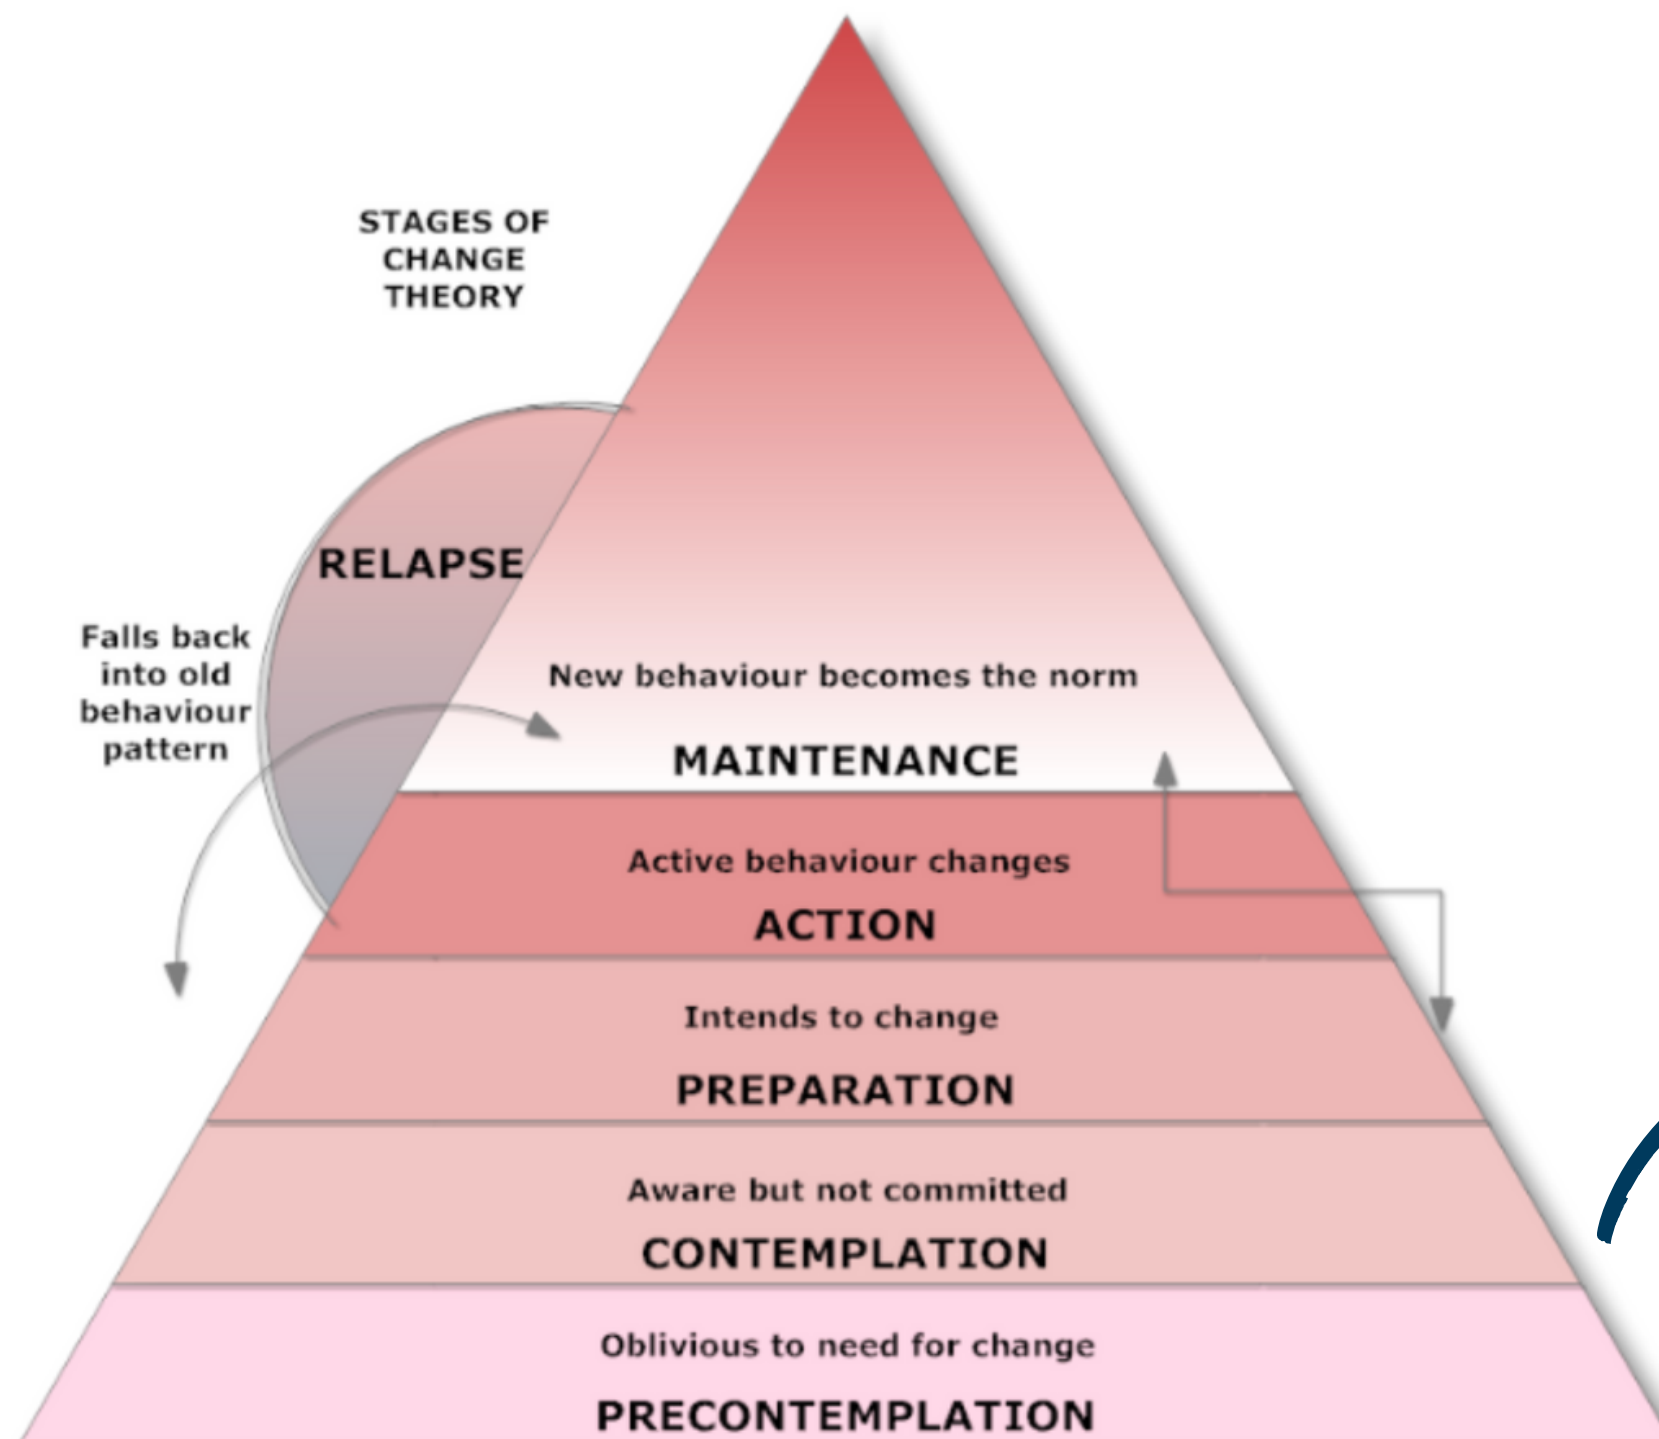 STAGES OF
CHANGE
THEORY
RELAPSE
Falls back
into old
behaviour
pattern
New behaviour becomes the norm
MAINTENANCE
Active behaviour changes
ACTION
Intends to change
PREPARATION
Aware but not committed
CONTEMPLATION
Oblivious to need for change
PRECONTEMPLATION